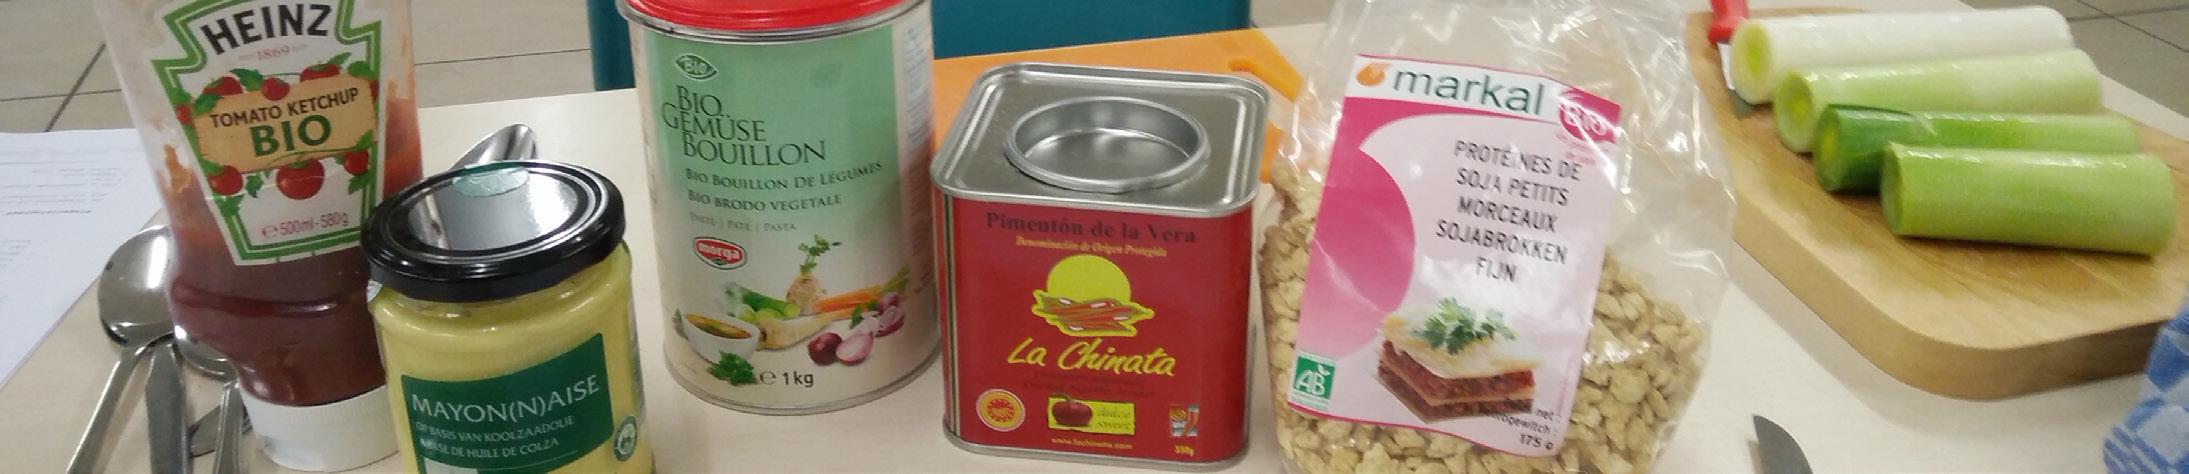 HEINZ
1869
TOMATO KETCHUP
BIO
e 500ml-580g
MAYON(N)AISE
OP BASIS VAN KOOLZAADOLIE
À BASE DE HUILE DE COLZA
BIO
BIO
GEMÜSE
BOUILLON
BIO BOUILLON DE LÉGUMES
BIO BRODO VEGETALE
PASTE | PATE | PASTA
morga
e 1kg
Pimentón de la Vera
Denominación de Origen Protegida
La Chinata
dulce
sweet
www.lachinata.com
350g
markal
BIO
PROTÉINES DE
SOJA PETITS
MORCEAUX
SOJABROKKEN
FIJN
AB
net :
175 g